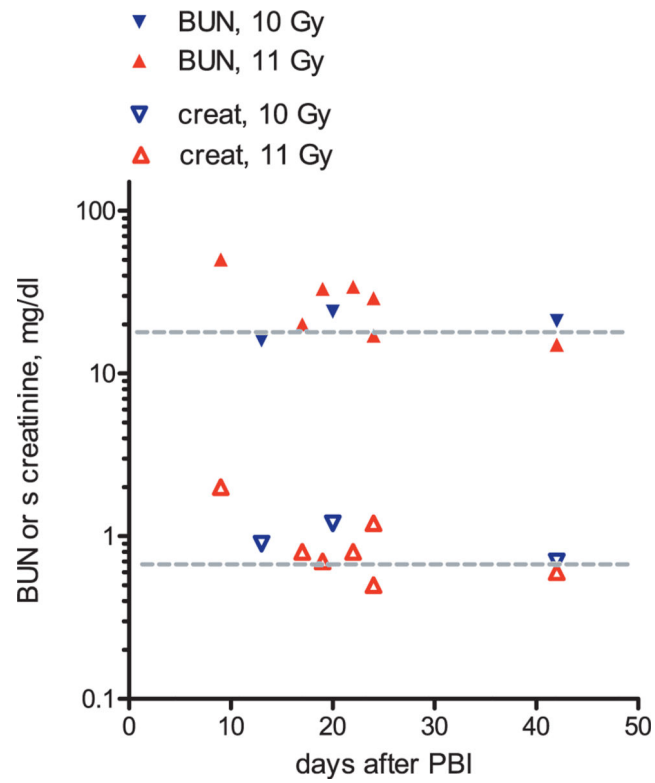 BUN, 10 Gy
BUN, 11 Gy
creat, 10 Gy
creat, 11 Gy
BUN or s creatinine, mg/dl
100
10
1
0.1
0 10 20 30 40 50
days after PBI